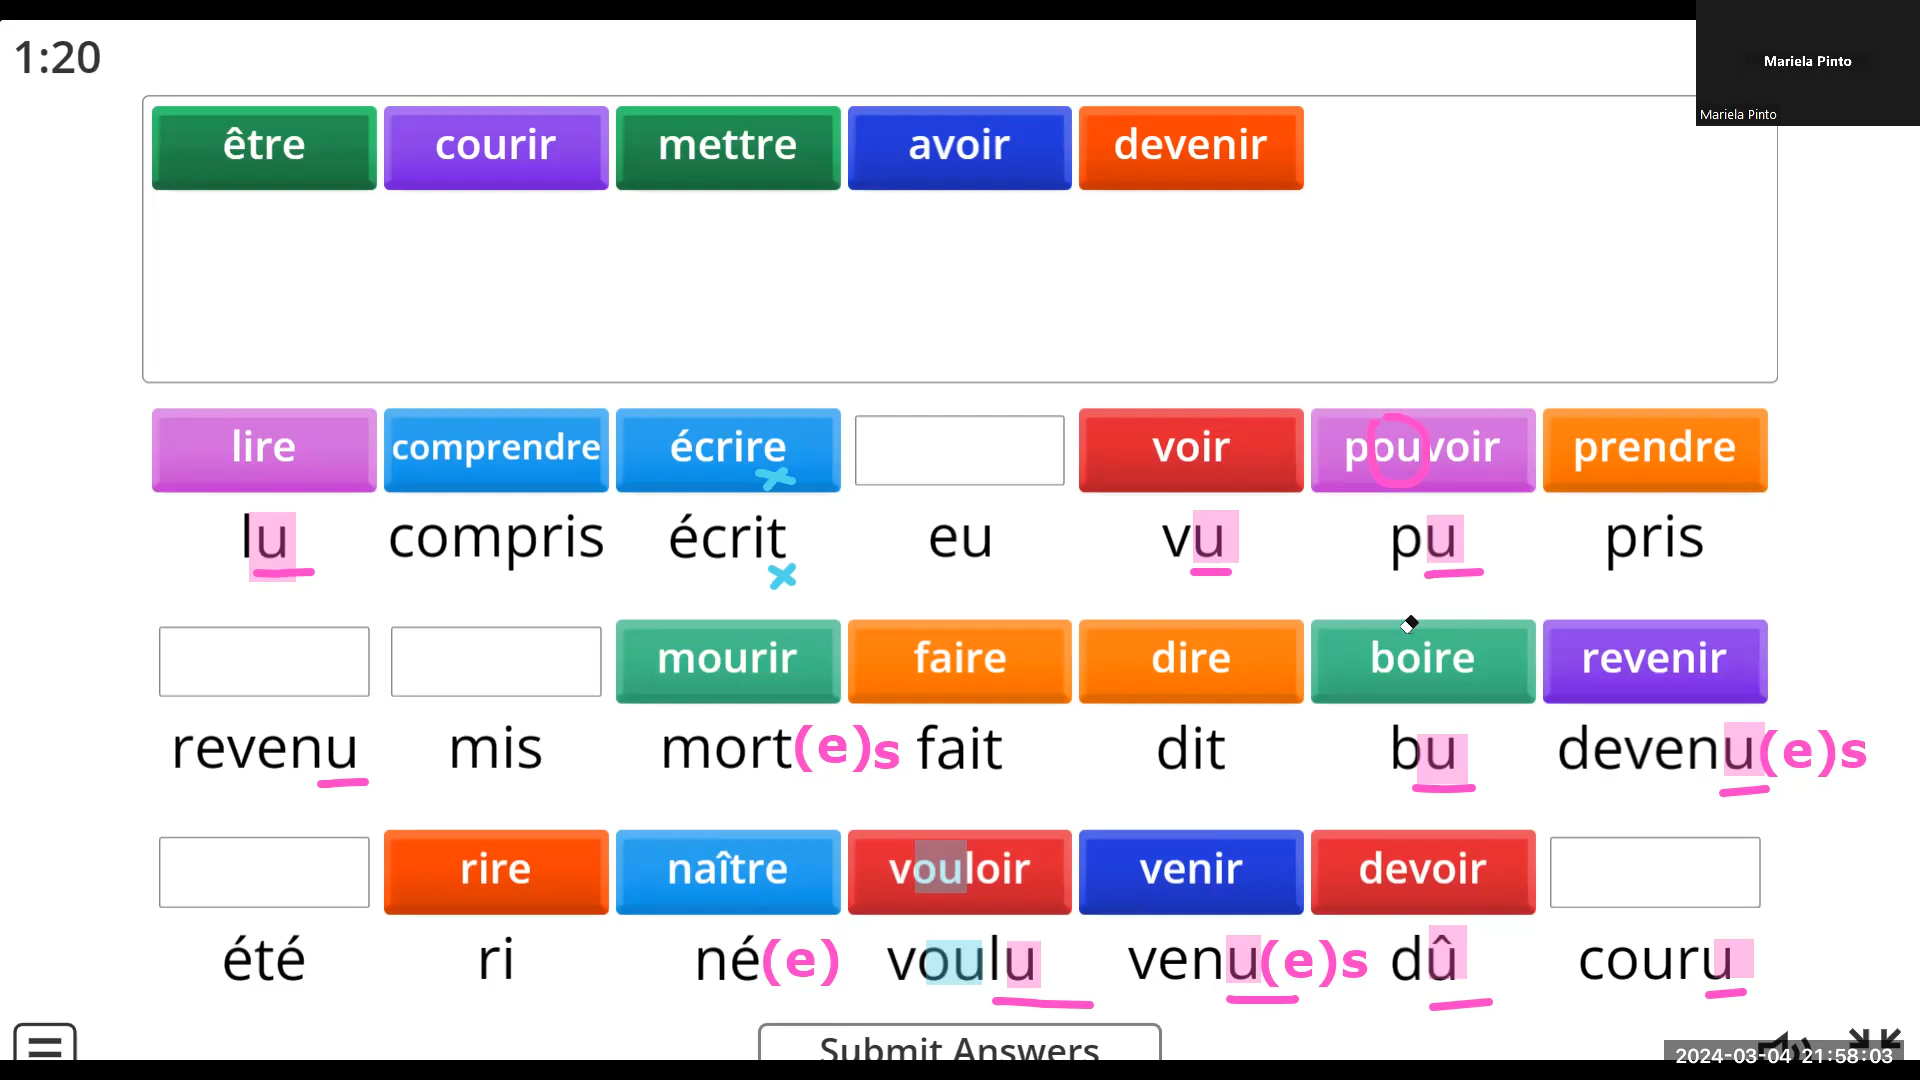 1:20
Mariela Pinto
Mariela Pinto
être courir mettre avoir devenir
lire comprendre écrire voir pouvoir prendre
lu compris écrit eu vu pu pris
mourir faire dire boire revenir
revenu mis mort(e)s fait dit bu devenu(e)s
rire naître vouloir venir devoir
été ri né(e) voulu venu(e)s dû couru
Submit Answers
2024-03-04 21:58:03